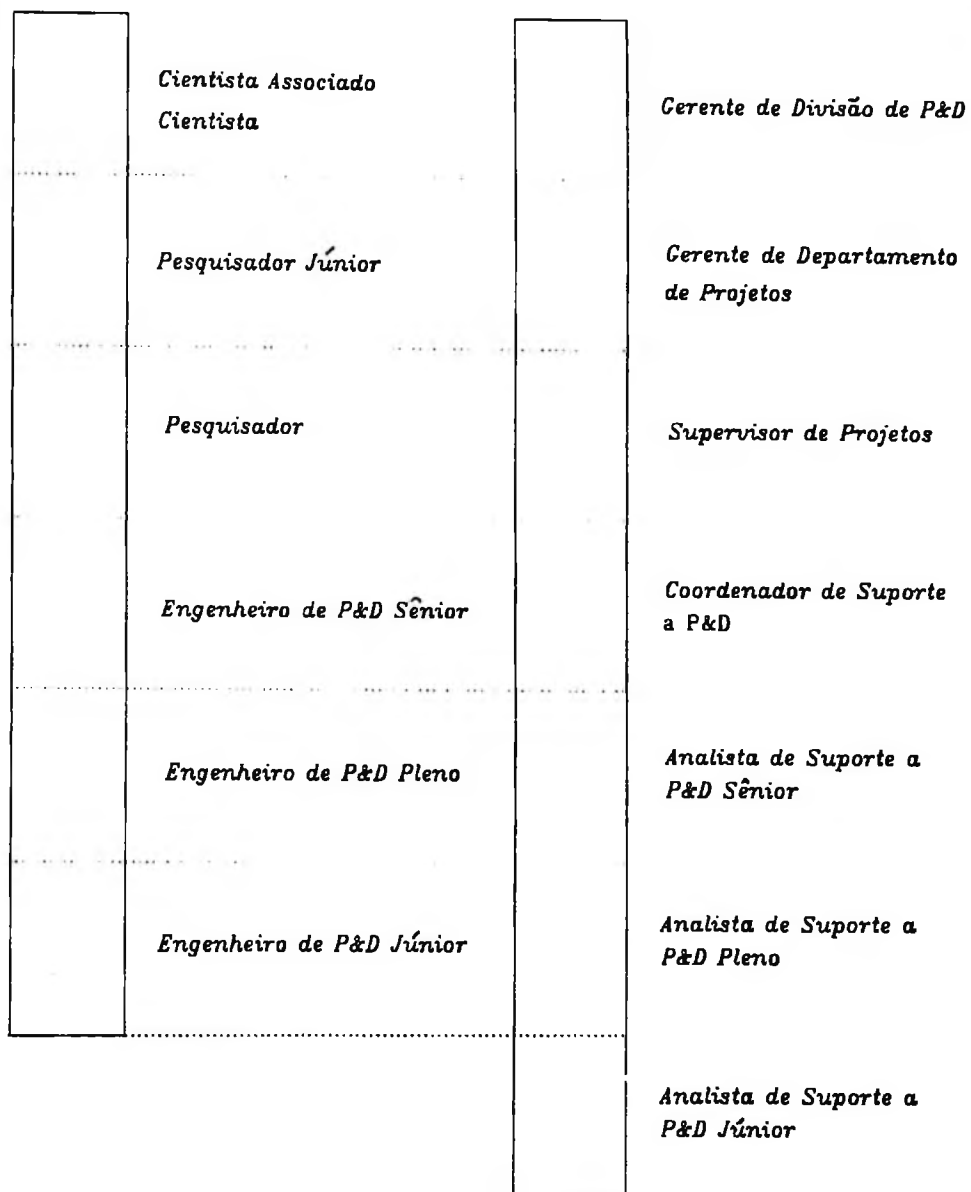 Cientista Associado
Cientista
Pesquisador Júnior
Pesquisador
Engenheiro de P&D Sênior
Engenheiro de P&D Pleno
Engenheiro de P&D Júnior
Gerente de Divisão de P&D
Gerente de Departamento
de Projetos
Supervisor de Projetos
Coordenador de Suporte
a P&D
Analista de Suporte a
P&D Sênior
Analista de Suporte a
P&D Pleno
Analista de Suporte a
P&D Júnior